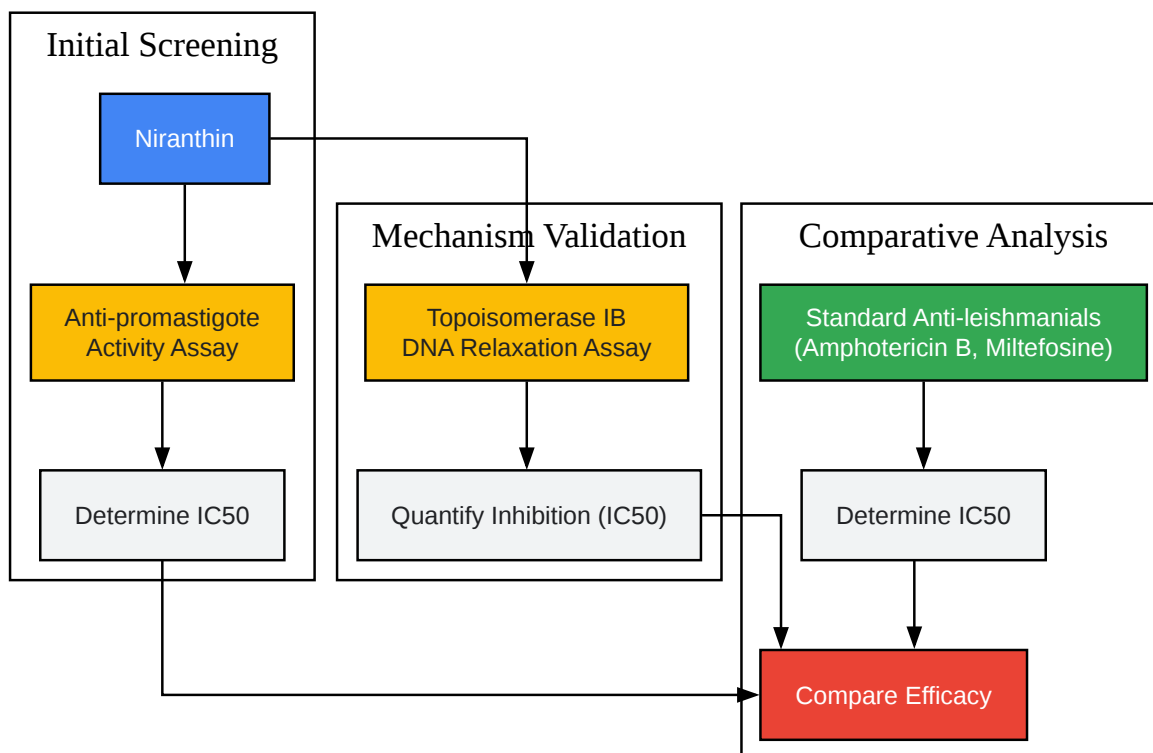 Initial Screening
Niranthin
Anti-promastigote
Activity Assay
Determine IC50
Mechanism Validation
Topoisomerase IB
DNA Relaxation Assay
Quantify Inhibition (IC50)
Comparative Analysis
Standard Anti-leishmanials
(Amphotericin B, Miltefosine)
Determine IC50
Compare Efficacy